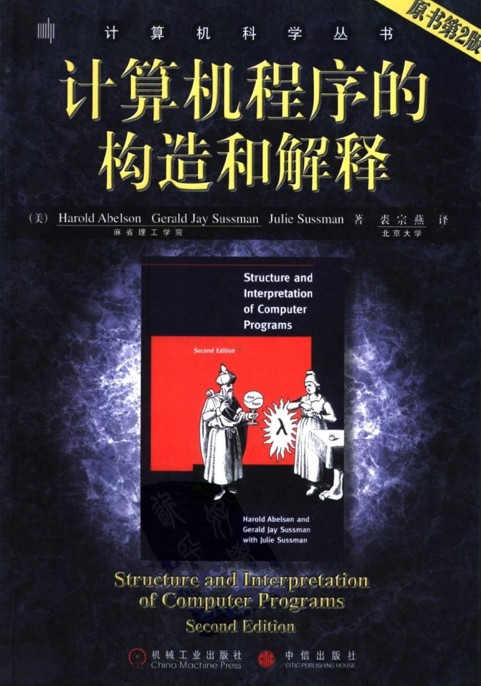 计算机科学丛书
原书第2版
计算机程序的
构造和解释
(美) Harold Abelson Gerald Jay Sussman Julie Sussman 著 裘宗燕 译
麻省理工学院 北京大学
Structure and
Interpretation
of Computer
Programs
Second Edition
λ
Harold Abelson and
Gerald Jay Sussman
with Julie Sussman
Structure and Interpretation
of Computer Programs
Second Edition
机械工业出版社
China Machine Press
中信出版社
CITIC PUBLISHING HOUSE